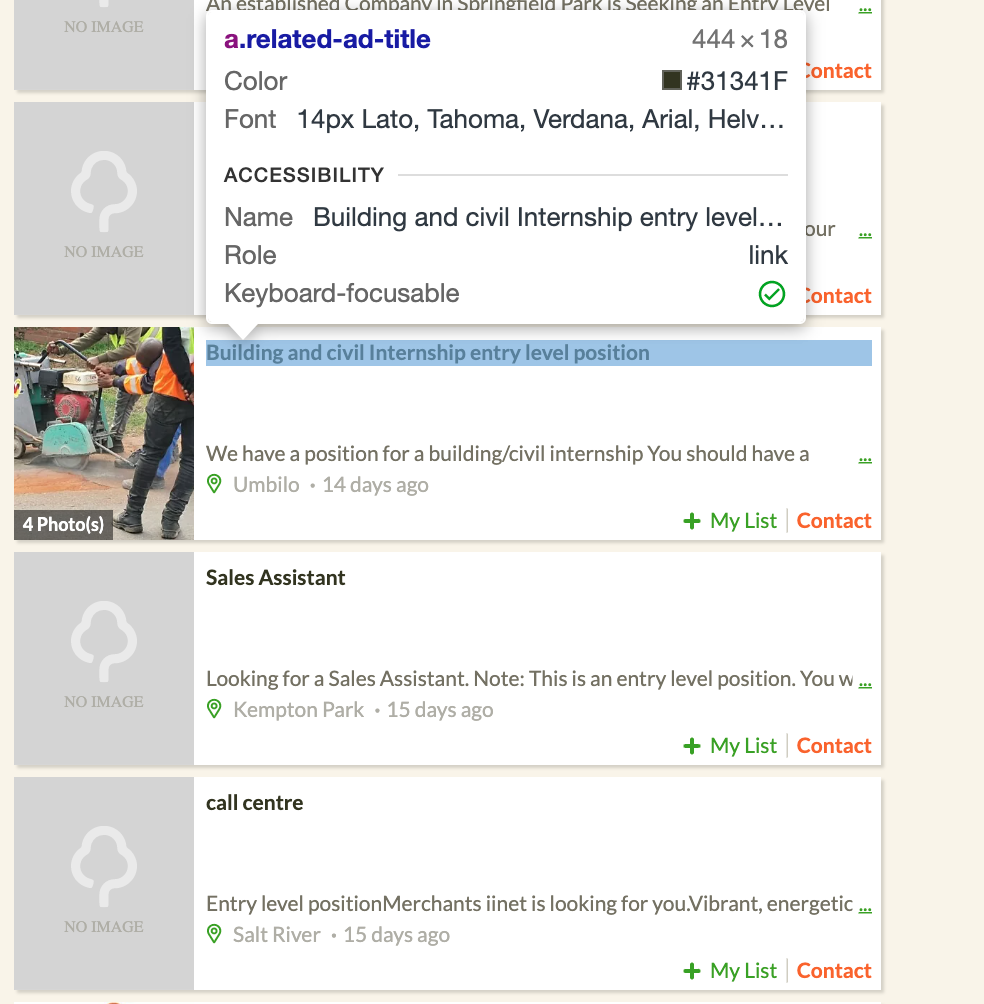 An established Company in Springfield Park is Seeking an Entry Level ...
NO IMAGE
a.related-ad-title 444 × 18
Color #31341F
Contact
Font 14px Lato, Tahoma, Verdana, Arial, Helv...
ACCESSIBILITY
Name Building and civil Internship entry level...
our ...
NO IMAGE
Role link
Keyboard-focusable
Contact
Building and civil Internship entry level position
We have a position for a building/civil internship You should have a ...
Umbilo • 14 days ago
4 Photo(s)
+ My List | Contact
Sales Assistant
Looking for a Sales Assistant. Note: This is an entry level position. You w ...
NO IMAGE
Kempton Park • 15 days ago
+ My List | Contact
call centre
Entry level positionMerchants iinet is looking for you.Vibrant, energetic ...
NO IMAGE
Salt River • 15 days ago
+ My List | Contact